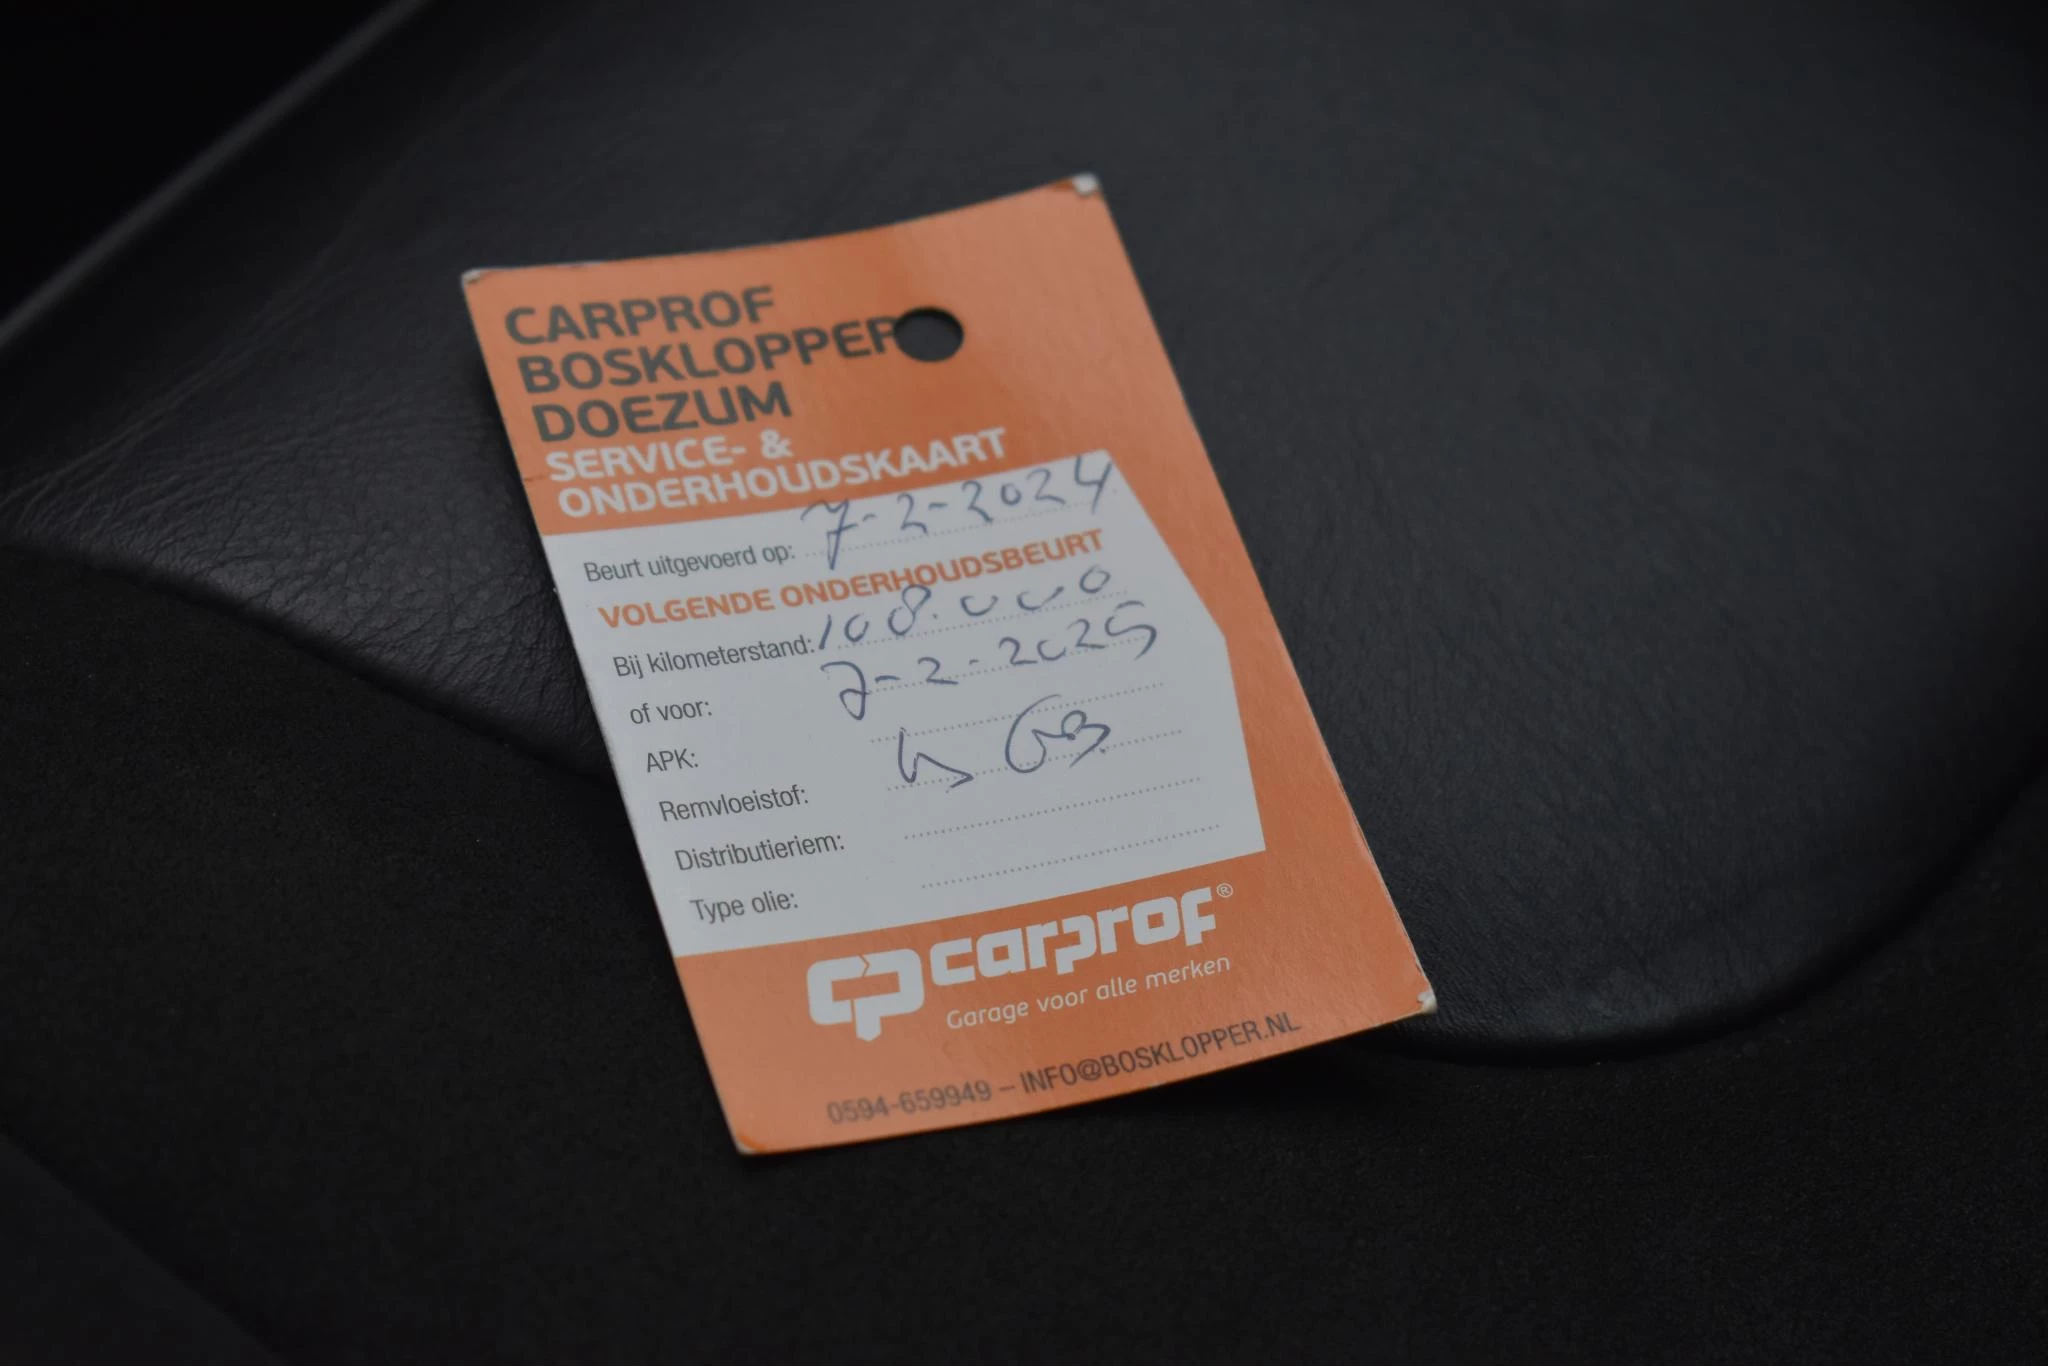 CARPROF
BOSKLOPPER
DOEZUM
SERVICE- &
ONDERHOUDSKAART
Beurt uitgevoerd op: 7-2-2024
VOLGENDE ONDERHOUDSBEURT
Bij kilometerstand: 108.000
of voor: 7-2-2025
APK:
Remvloeistof:
Distributieriem:
Type olie:
carprof®
Garage voor alle merken
0594-659949 – INFO@BOSKLOPPER.NL